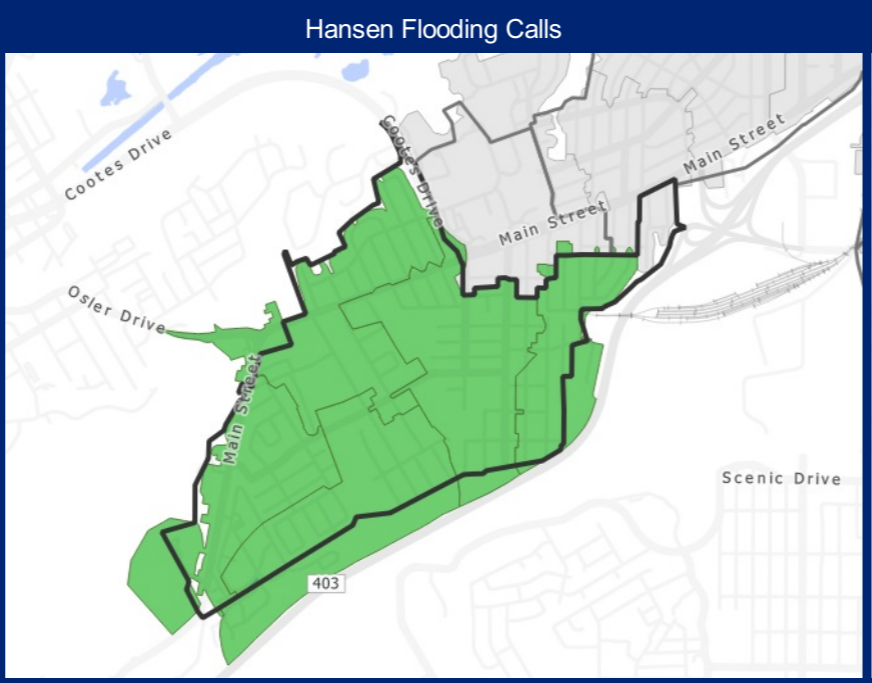 Hansen Flooding Calls
Cootes Drive
Cootes Drive
Main Street
Main Street
Osler Drive
Main Street
Scenic Drive
403